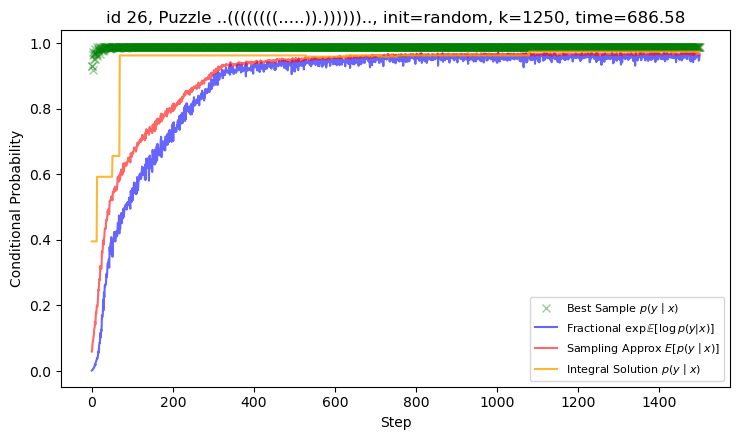 id 26, Puzzle ..((((((((.....)).)))))).., init=random, k=1250, time=686.58
Conditional Probability
1.0
0.8
0.6
0.4
0.2
0.0
Best Sample p(y | x)
Fractional exp𝔼[log p(y|x)]
Sampling Approx E[p(y | x)]
Integral Solution p(y | x)
0 200 400 600 800 1000 1200 1400
Step